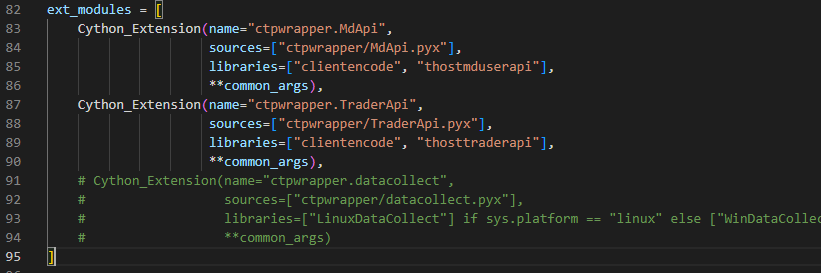 82 ext_modules = [
83     Cython_Extension(name="ctpwrapper.MdApi",
84                      sources=["ctpwrapper/MdApi.pyx"],
85                      libraries=["clientencode", "thostmduserapi"],
86                      **common_args),
87     Cython_Extension(name="ctpwrapper.TraderApi",
88                      sources=["ctpwrapper/TraderApi.pyx"],
89                      libraries=["clientencode", "thosttraderapi"],
90                      **common_args),
91     # Cython_Extension(name="ctpwrapper.datacollect",
92     #                  sources=["ctpwrapper/datacollect.pyx"],
93     #                  libraries=["LinuxDataCollect"] if sys.platform == "linux" else ["WinDataCollec
94     #                  **common_args)
95 ]